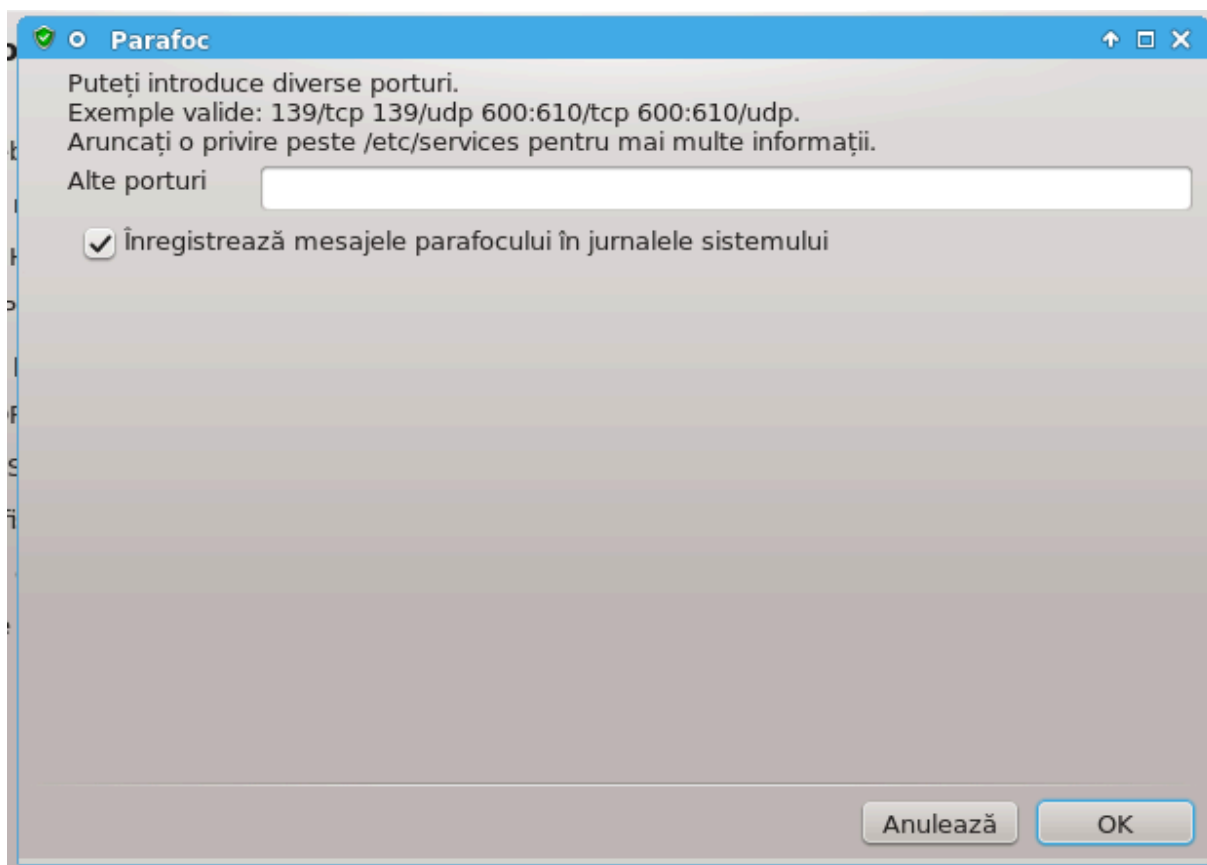 Parafoc
Puteți introduce diverse porturi.
Exemple valide: 139/tcp 139/udp 600:610/tcp 600:610/udp.
Aruncați o privire peste /etc/services pentru mai multe informații.
Alte porturi
Înregistrează mesajele parafocului în jurnalele sistemului
Anulează
OK